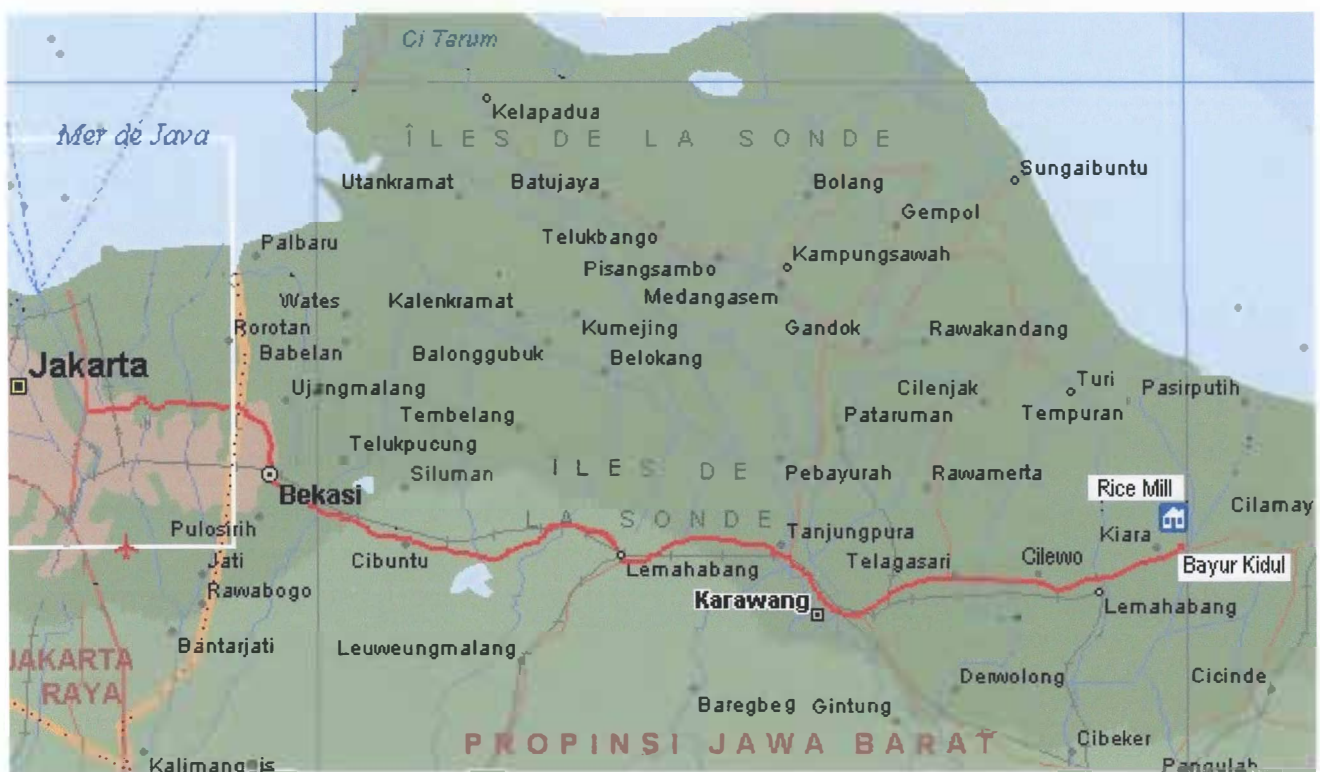 Ci Tarum
Kelapadua
Mer de Java
ÎLES DE LA SONDE
Sungaibuntu
Utankramat
Batujaya
Bolang
Gempol
Telukbango
Palbaru
Kampungsawah
Pisangsambo
Medangasem
Wates
Kalenkramat
Rorotan
Kumejing
Gandok
Rawakandang
Babelan
Balonggubuk
Belokang
Jakarta
Ujangmalang
Cilenjak
Turi
Pasirputih
Tembelang
Pataruman
Tempuran
Telukpucung
Siluman
ILES DE
LA SONDE
Pebayurah
Rawamerta
Rice Mill
Bekasi
Cilamay
Pulosirih
Tanjungpura
Kiara
Jati
Cibuntu
Lemahabang
Telagasari
Cilewo
Bayur Kidul
Rawabogo
Karawang
Lemahabang
Bantarjati
Leuweungmalang
JAKARTA
RAYA
Derwolong
Cicinde
Baregbeg
Gintung
PROPINSI JAWA BARAT
Cibeker
Pangulah